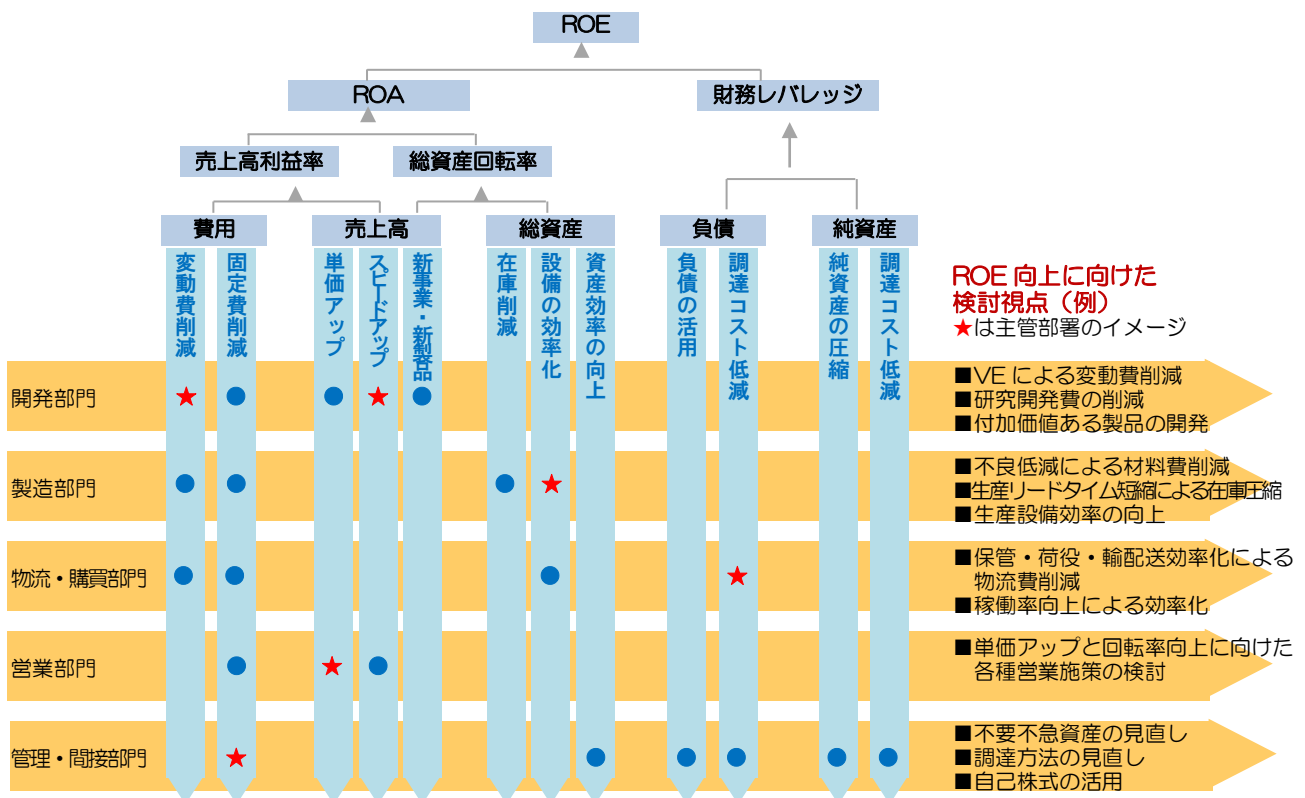 ROE
ROA
財務レバレッジ
売上高利益率
総資産回転率
費用
売上高
総資産
負債
純資産
変動費削減
固定費削減
単価アップ
スピードアップ
新事業・新製品
在庫削減
設備の効率化
資産効率の向上
負債の活用
調達コスト低減
純資産の圧縮
調達コスト低減
ROE 向上に向けた
検討視点（例）
★は主管部署のイメージ
開発部門
■VE による変動費削減
■研究開発費の削減
■付加価値ある製品の開発
製造部門
■不良低減による材料費削減
■生産リードタイム短縮による在庫圧縮
■生産設備効率の向上
物流・購買部門
■保管・荷役・輸配送効率化による
物流費削減
■稼働率向上による効率化
営業部門
■単価アップと回転率向上に向けた
各種営業施策の検討
管理・間接部門
■不要不急資産の見直し
■調達方法の見直し
■自己株式の活用